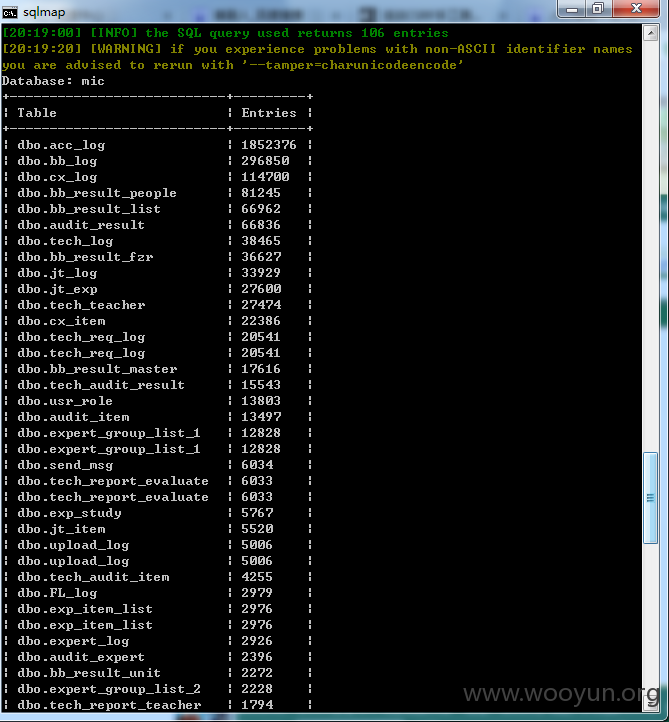 sqlmap
[20:19:00] [INFO] the SQL query used returns 106 entries
[20:19:20] [WARNING] if you experience problems with non-ASCII identifier names
you are advised to rerun with '--tamper=charunicodeencode'
Database: mic
+--------------------------+---------+
| Table | Entries |
+--------------------------+---------+
| dbo.acc_log | 1852376 |
| dbo.bb_log | 296850 |
| dbo.cx_log | 114700 |
| dbo.bb_result_people | 81245 |
| dbo.bb_result_list | 66962 |
| dbo.audit_result | 66836 |
| dbo.tech_log | 38465 |
| dbo.bb_result_fzr | 36627 |
| dbo.jt_log | 33929 |
| dbo.jt_exp | 27600 |
| dbo.tech_teacher | 27474 |
| dbo.cx_item | 22386 |
| dbo.tech_req_log | 20541 |
| dbo.tech_req_log | 20541 |
| dbo.bb_result_master | 17616 |
| dbo.tech_audit_result | 15543 |
| dbo.usr_role | 13803 |
| dbo.audit_item | 13497 |
| dbo.expert_group_list_1 | 12828 |
| dbo.expert_group_list_1 | 12828 |
| dbo.send_msg | 6034 |
| dbo.tech_report_evaluate | 6033 |
| dbo.tech_report_evaluate | 6033 |
| dbo.exp_study | 5767 |
| dbo.jt_item | 5520 |
| dbo.upload_log | 5006 |
| dbo.upload_log | 5006 |
| dbo.tech_audit_item | 4255 |
| dbo.FL_log | 2979 |
| dbo.exp_item_list | 2976 |
| dbo.exp_item_list | 2976 |
| dbo.expert_log | 2926 |
| dbo.audit_expert | 2396 |
| dbo.bb_result_unit | 2272 |
| dbo.expert_group_list_2 | 2228 |
| dbo.tech_report_teacher | 1794 |
www.wooyun.org